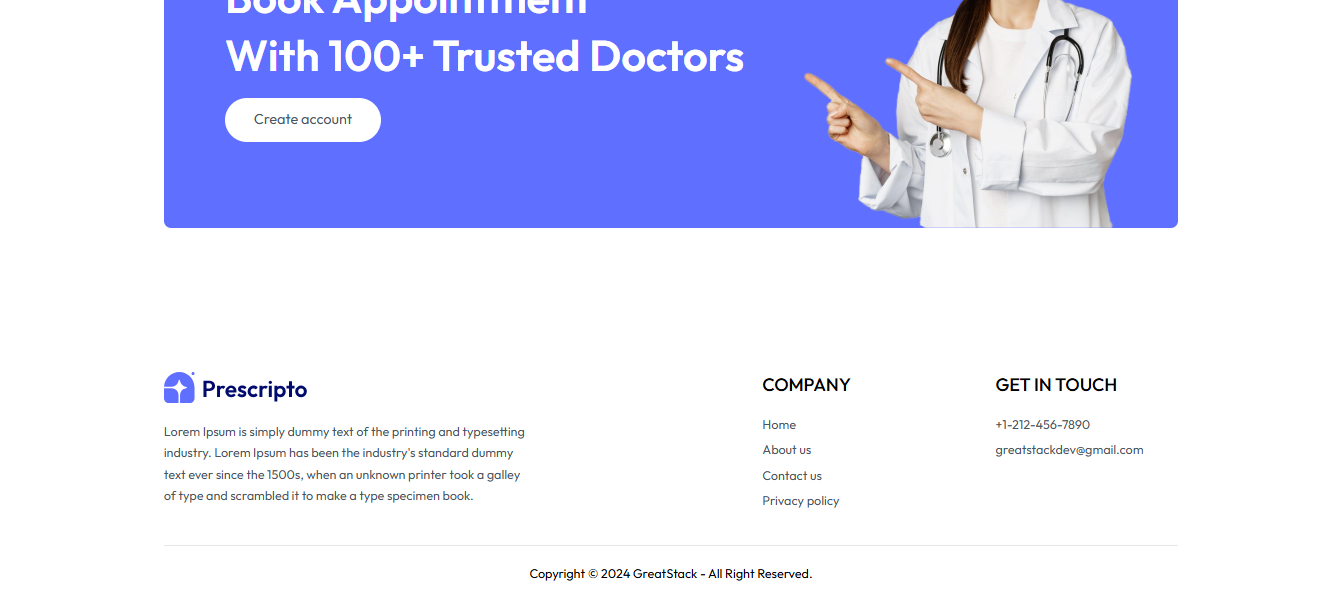 Book Appointment
With 100+ Trusted Doctors
Create account
Prescripto
Lorem Ipsum is simply dummy text of the printing and typesetting
industry. Lorem Ipsum has been the industry's standard dummy
text ever since the 1500s, when an unknown printer took a galley
of type and scrambled it to make a type specimen book.
COMPANY
Home
About us
Contact us
Privacy policy
GET IN TOUCH
+1-212-456-7890
greatstackdev@gmail.com
Copyright © 2024 GreatStack - All Right Reserved.